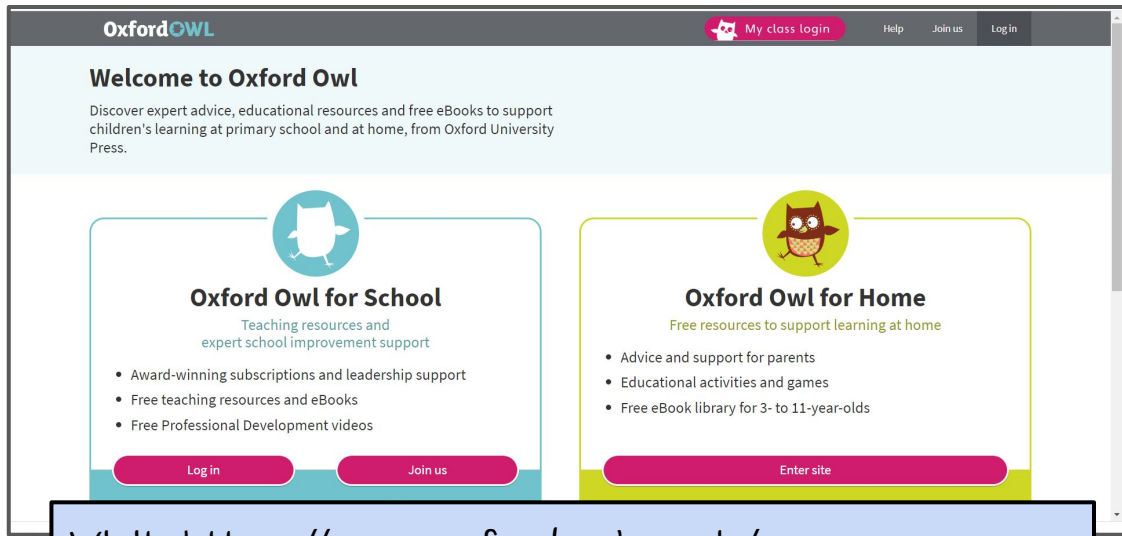 OxfordOWL
My class login
Help
Join us
Log in
Welcome to Oxford Owl
Discover expert advice, educational resources and free eBooks to support
children's learning at primary school and at home, from Oxford University
Press.
Oxford Owl for School
Teaching resources and
expert school improvement support
• Award-winning subscriptions and leadership support
• Free teaching resources and eBooks
• Free Professional Development videos
Log in
Join us
Oxford Owl for Home
Free resources to support learning at home
• Advice and support for parents
• Educational activities and games
• Free eBook library for 3- to 11-year-olds
Enter site